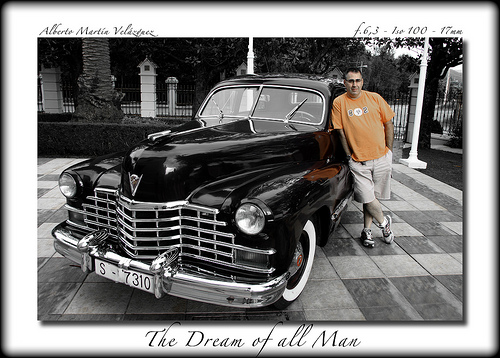 Alberto Martín Velázquez
f.6,3 - Iso 100 - 17mm
S - 7310
The Dream of all Man